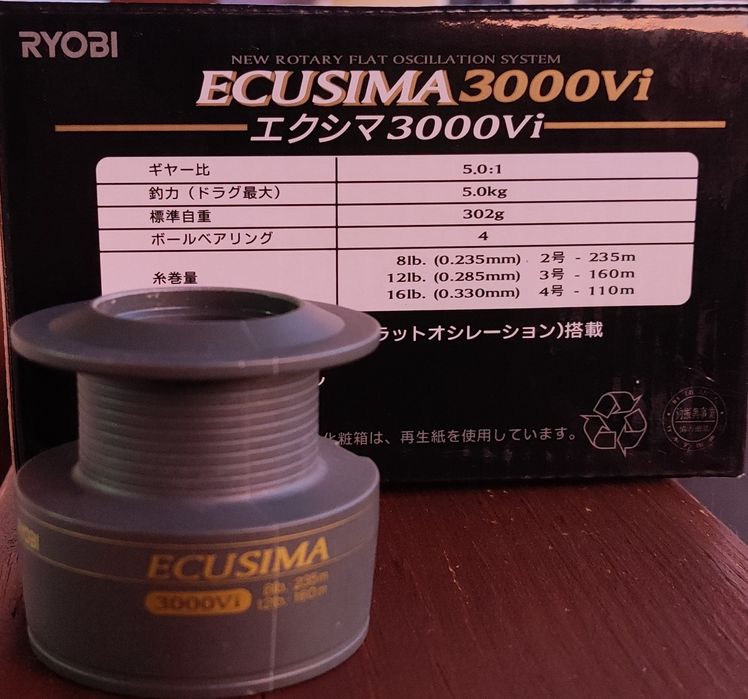 RYOBI
NEW ROTARY FLAT OSCILLATION SYSTEM
ECUSIMA 3000Vi
エクシマ3000Vi
ギヤー比 5.0:1
釣力（ドラグ最大） 5.0kg
標準自重 302g
ボールベアリング 4
糸巻量
8lb. (0.235mm) 2号 - 235m
12lb. (0.285mm) 3号 - 160m
16lb. (0.330mm) 4号 - 110m
ラットオシレーション)搭載
化粧箱は、再生紙を使用しています。
RYOBI
ECUSIMA
3000Vi
8lb. 235m
12lb. 160m